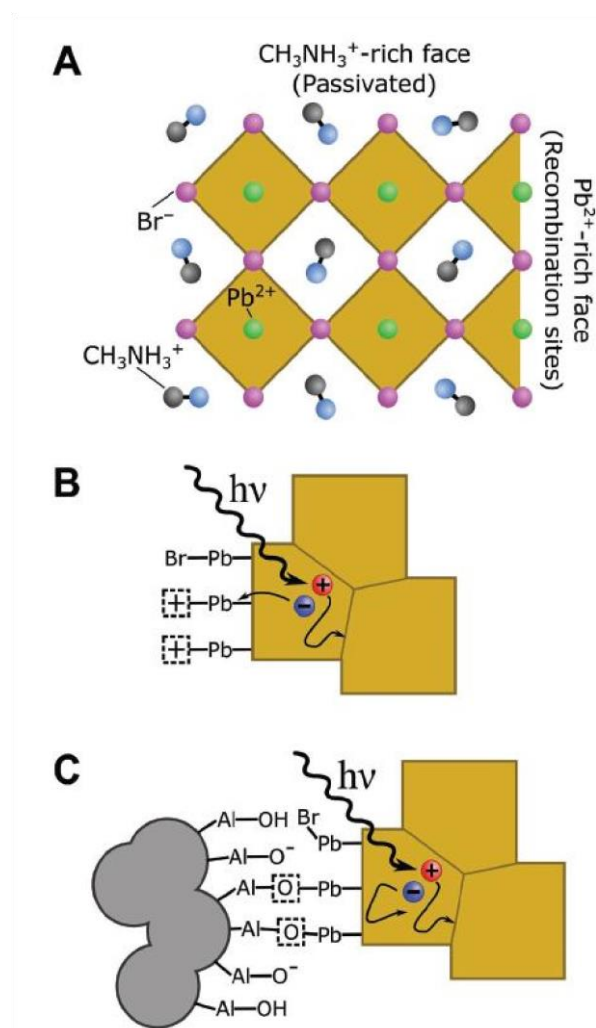 A
CH₃NH₃⁺-rich face
(Passivated)
Pb²⁺-rich face
(Recombination sites)
Br⁻
Pb²⁺
CH₃NH₃⁺
B
hν
Br—Pb
+ —Pb
+ —Pb
+
−
C
hν
Al—OH
Br
Pb
Al—O⁻
Al—O—Pb
Al—O—Pb
+
−
Al—O⁻
Al—OH